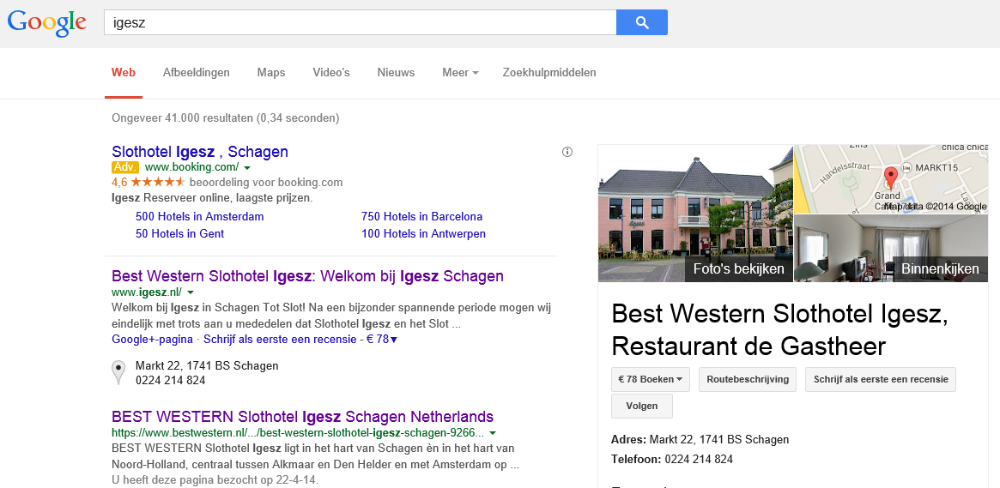 Google
igesz
Web Afbeeldingen Maps Video's Nieuws Meer Zoekhulpmiddelen
Ongeveer 41.000 resultaten (0,34 seconden)
Slothotel Igesz , Schagen
Adv. www.booking.com/
4,6 beoordeling voor booking.com
Igesz Reserveer online, laagste prijzen.
500 Hotels in Amsterdam 750 Hotels in Barcelona
50 Hotels in Gent 100 Hotels in Antwerpen
Best Western Slothotel Igesz: Welkom bij Igesz Schagen
www.igesz.nl/
Welkom bij Igesz in Schagen Tot Slot! Na een bijzonder spannende periode mogen wij
eindelijk met trots aan u mededelen dat Slothotel Igesz en het Slot ...
Google+-pagina · Schrijf als eerste een recensie - € 78
Markt 22, 1741 BS Schagen
0224 214 824
BEST WESTERN Slothotel Igesz Schagen Netherlands
https://www.bestwestern.nl/.../best-western-slothotel-igesz-schagen-9266...
BEST WESTERN Slothotel Igesz ligt in het hart van Schagen èn in het hart van
Noord-Holland, centraal tussen Alkmaar en Den Helder en met Amsterdam op ...
U heeft deze pagina bezocht op 22-4-14.
chica chica
Handelsstraat
MARKT15
Grand
Map data ©2014 Google
Foto's bekijken
Binnenkijken
Best Western Slothotel Igesz,
Restaurant de Gastheer
€ 78 Boeken Routebeschrijving Schrijf als eerste een recensie
Volgen
Adres: Markt 22, 1741 BS Schagen
Telefoon: 0224 214 824